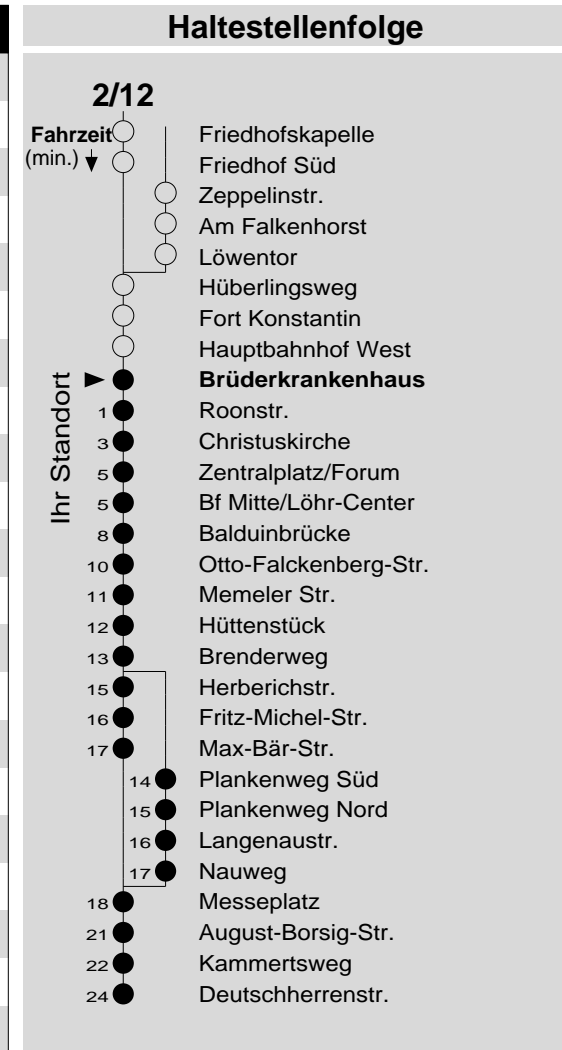 Haltestellenfolge
2/12
Fahrzeit
(min.)
Friedhofskapelle
Friedhof Süd
Zeppelinstr.
Am Falkenhorst
Löwentor
Hüberlingsweg
Fort Konstantin
Hauptbahnhof West
Ihr Standort
Brüderkrankenhaus
1 Roonstr.
3 Christuskirche
5 Zentralplatz/Forum
5 Bf Mitte/Löhr-Center
8 Balduinbrücke
10 Otto-Falckenberg-Str.
11 Memeler Str.
12 Hüttenstück
13 Brenderweg
15 Herberichstr.
16 Fritz-Michel-Str.
17 Max-Bär-Str.
14 Plankenweg Süd
15 Plankenweg Nord
16 Langenaustr.
17 Nauweg
18 Messeplatz
21 August-Borsig-Str.
22 Kammertsweg
24 Deutschherrenstr.